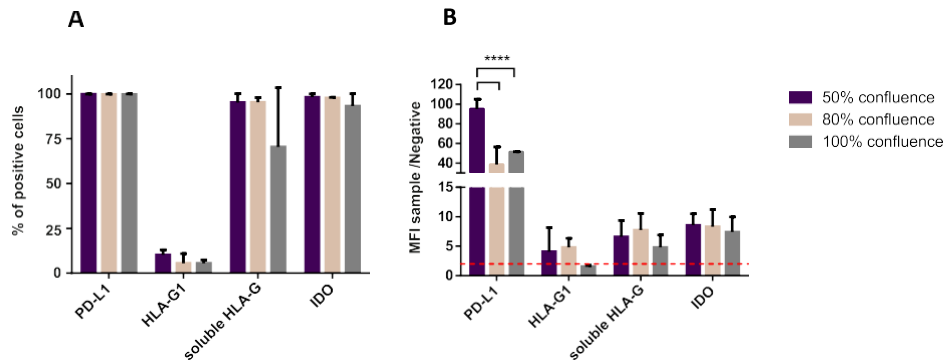 A
% of positive cells
100
75
50
25
0
PD-L1
HLA-G1
soluble HLA-G
IDO
B
MFI sample /Negative
120
100
80
60
40
15
10
5
0
****
PD-L1
HLA-G1
soluble HLA-G
IDO
50% confluence
80% confluence
100% confluence